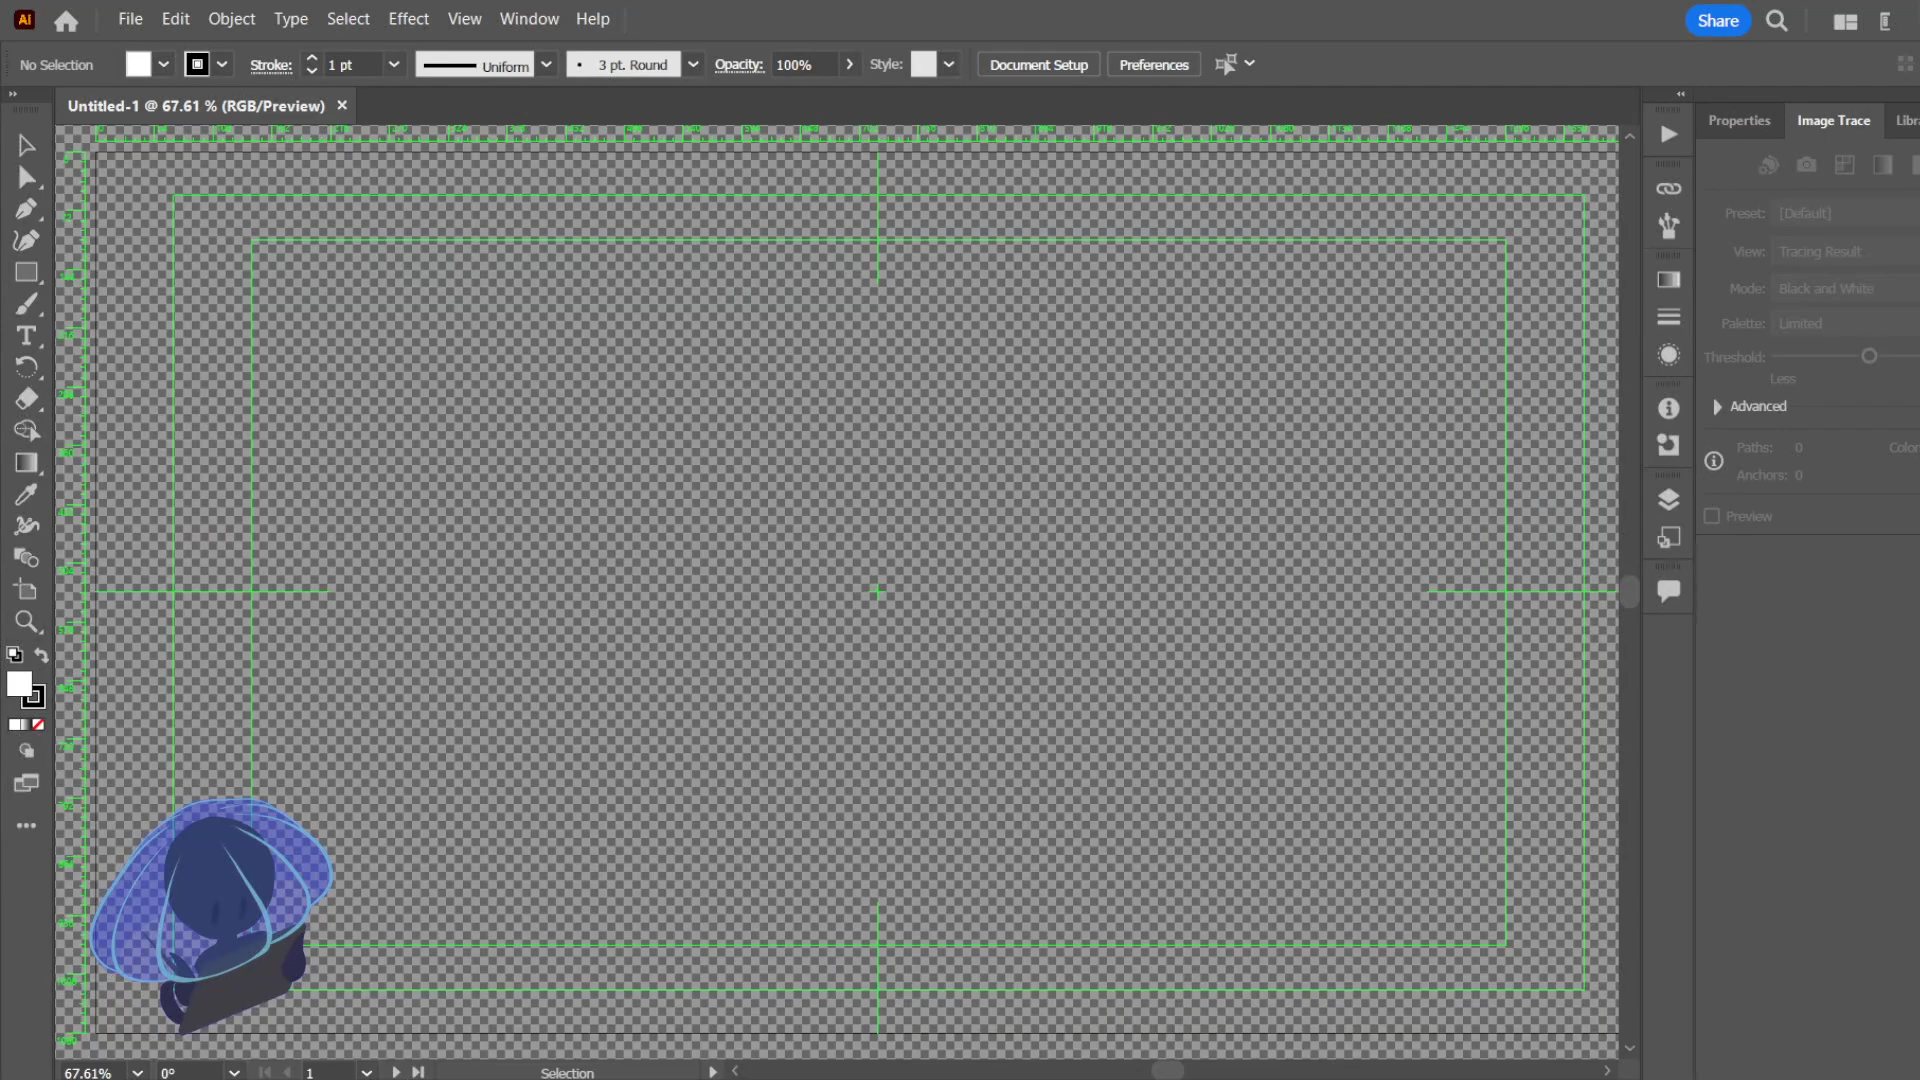 Ai File Edit Object Type Select Effect View Window Help Share
No Selection Stroke: 1 pt Uniform 3 pt. Round Opacity: 100% Style: Document Setup Preferences
Untitled-1 @ 67.61 % (RGB/Preview)
Properties Image Trace Libra
Preset: [Default]
View: Tracing Result
Mode: Black and White
Palette: Limited
Threshold:
Less
Advanced
Paths: 0 Color
Anchors: 0
Preview
67.61% 0° 1 Selection